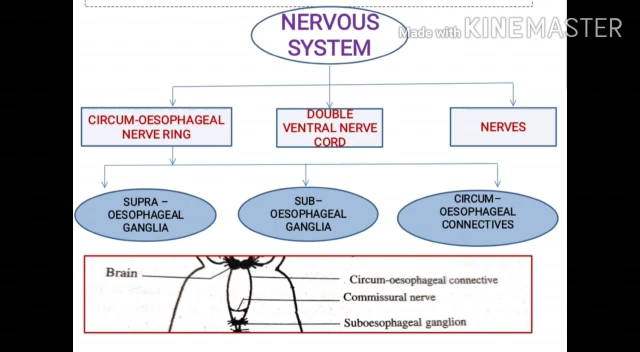 Made with KINEMASTER
NERVOUS
SYSTEM
CIRCUM-OESOPHAGEAL
NERVE RING
DOUBLE
VENTRAL NERVE
CORD
NERVES
SUPRA –
OESOPHAGEAL
GANGLIA
SUB–
OESOPHAGEAL
GANGLIA
CIRCUM–
OESOPHAGEAL
CONNECTIVES
Brain
Circum-oesophageal connective
Commissural nerve
Suboesophageal ganglion